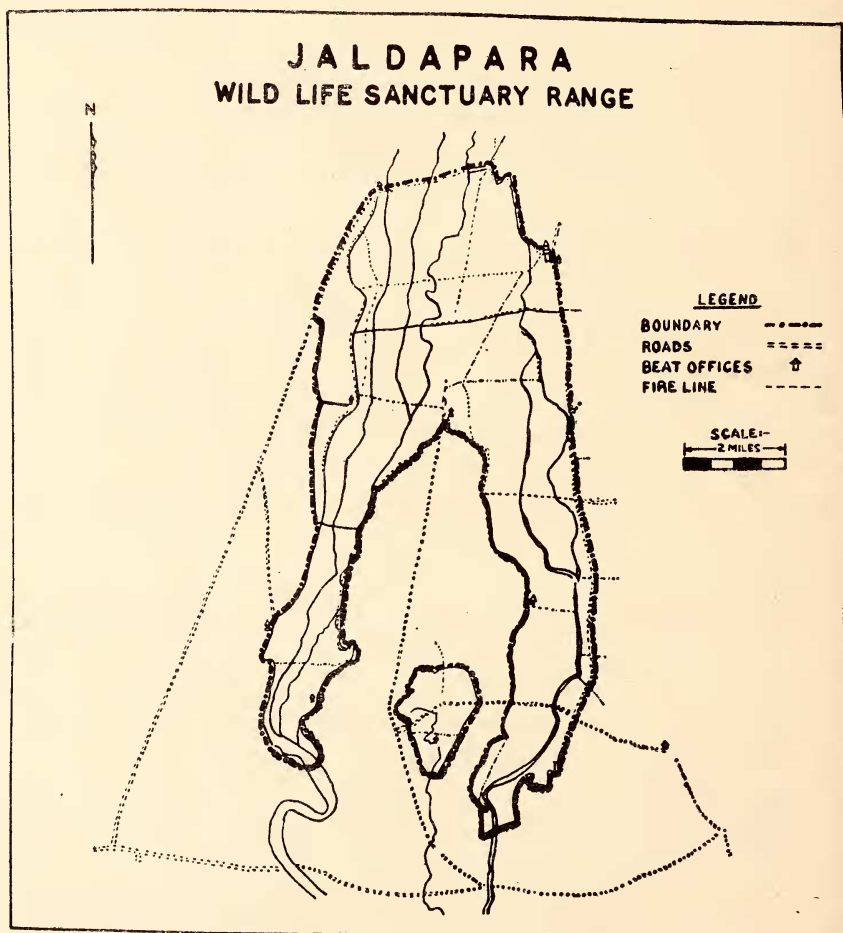 JALDAPARA
WILD LIFE SANCTUARY RANGE
N
LEGEND
BOUNDARY
ROADS
BEAT OFFICES
FIRE LINE
SCALE:-
2 MILES